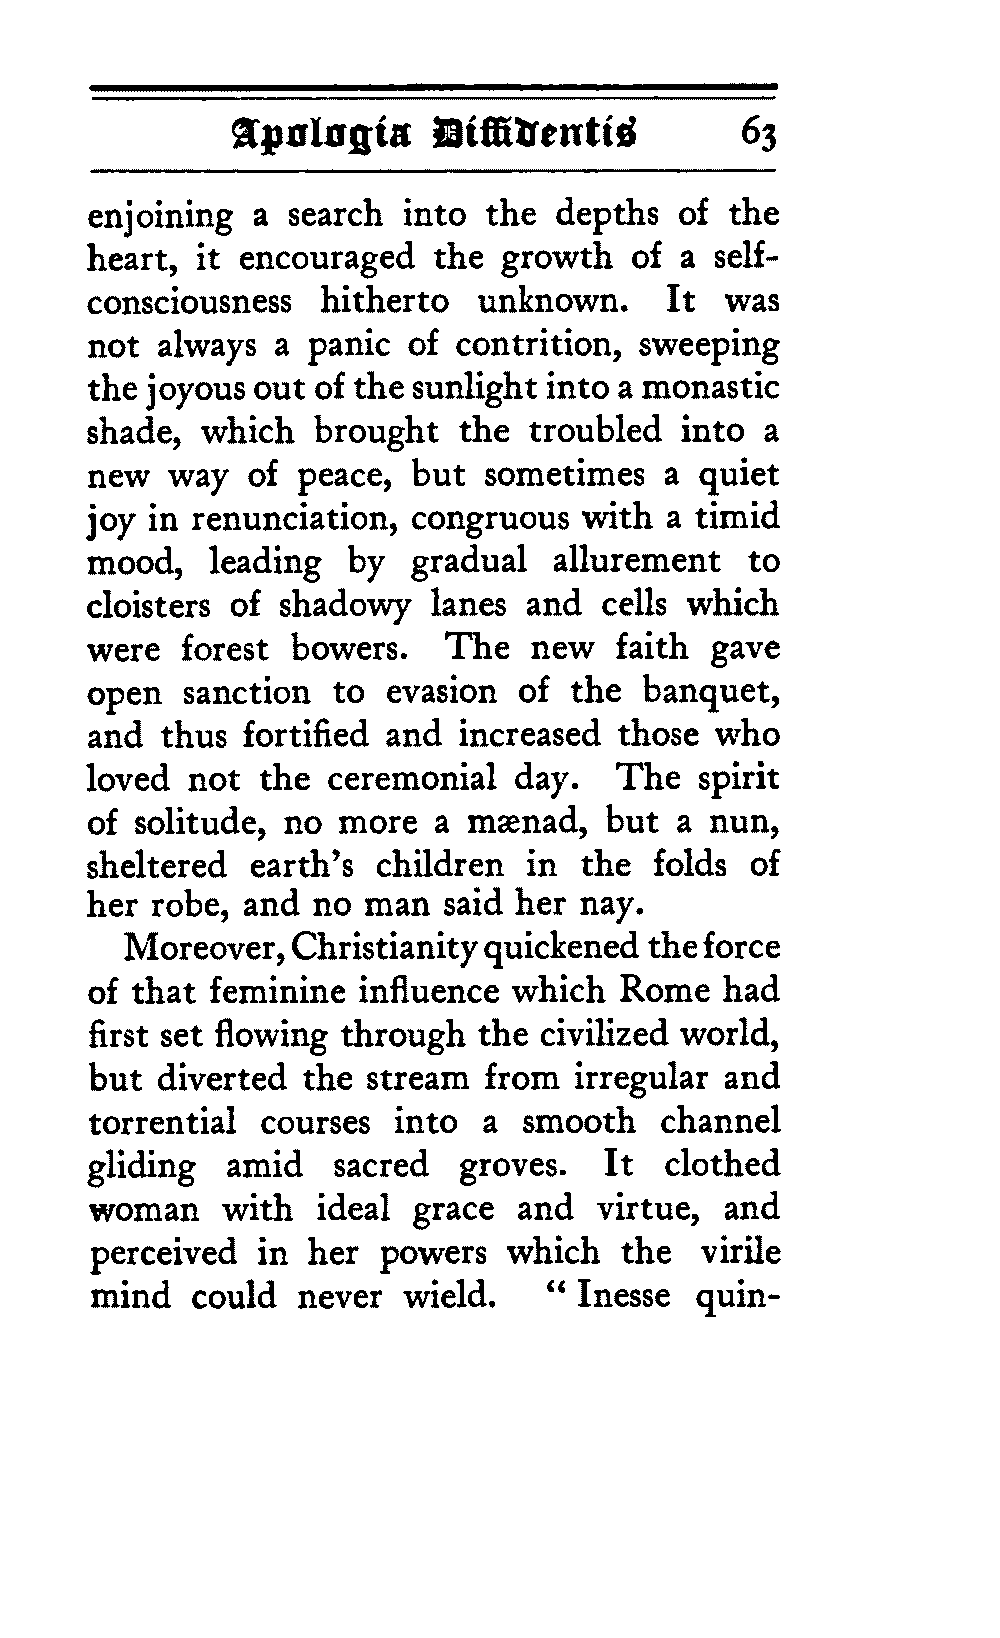 Apologia Diffidentis 63
enjoining a search into the depths of the
heart, it encouraged the growth of a self-
consciousness hitherto unknown. It was
not always a panic of contrition, sweeping
the joyous out of the sunlight into a monastic
shade, which brought the troubled into a
new way of peace, but sometimes a quiet
joy in renunciation, congruous with a timid
mood, leading by gradual allurement to
cloisters of shadowy lanes and cells which
were forest bowers. The new faith gave
open sanction to evasion of the banquet,
and thus fortified and increased those who
loved not the ceremonial day. The spirit
of solitude, no more a mænad, but a nun,
sheltered earth's children in the folds of
her robe, and no man said her nay.
Moreover, Christianity quickened the force
of that feminine influence which Rome had
first set flowing through the civilized world,
but diverted the stream from irregular and
torrential courses into a smooth channel
gliding amid sacred groves. It clothed
woman with ideal grace and virtue, and
perceived in her powers which the virile
mind could never wield. “ Inesse quin-